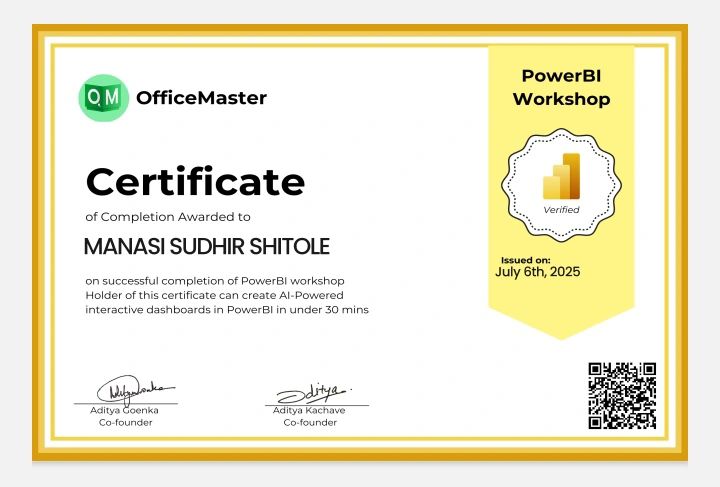 OM OfficeMaster
PowerBI
Workshop
Certificate
of Completion Awarded to
MANASI SUDHIR SHITOLE
Verified
on successful completion of PowerBI workshop
Holder of this certificate can create AI-Powered
interactive dashboards in PowerBI in under 30 mins
Issued on:
July 6th, 2025
Aditya.
Aditya Goenka
Co-founder
Aditya Kachave
Co-founder